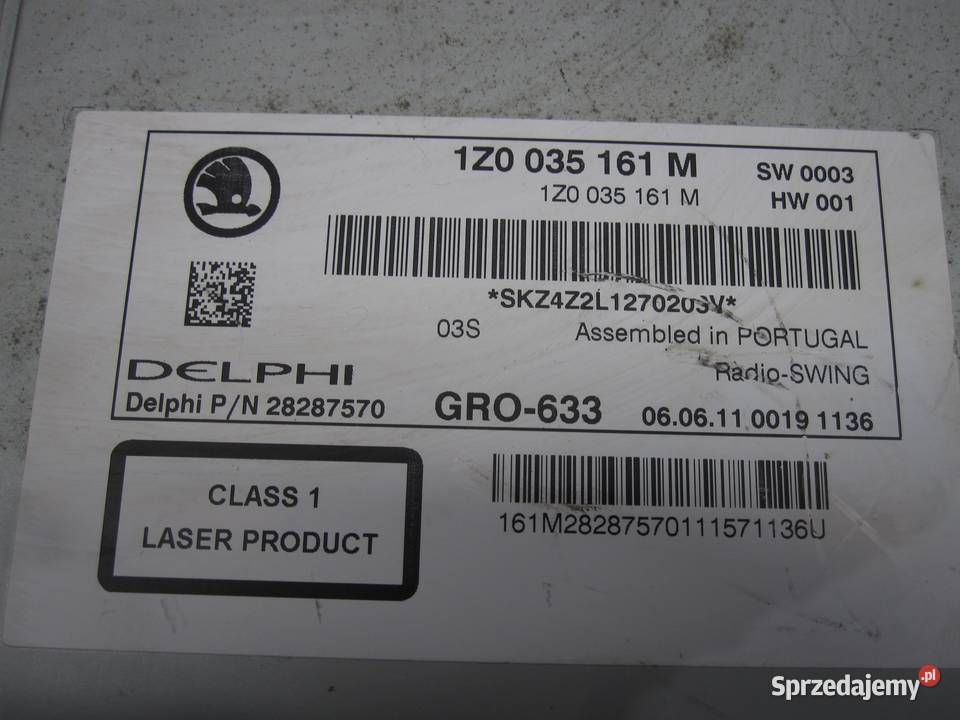 1Z0 035 161 M
SW 0003
1Z0 035 161 M
HW 001
*SKZ4Z2L1270203V*
03S
Assembled in PORTUGAL
DELPHI
Radio-SWING
Delphi P/N 28287570
GRO-633
06.06.11 0019 1136
CLASS 1
LASER PRODUCT
161M28287570111571136U
Sprzedajemy.pl